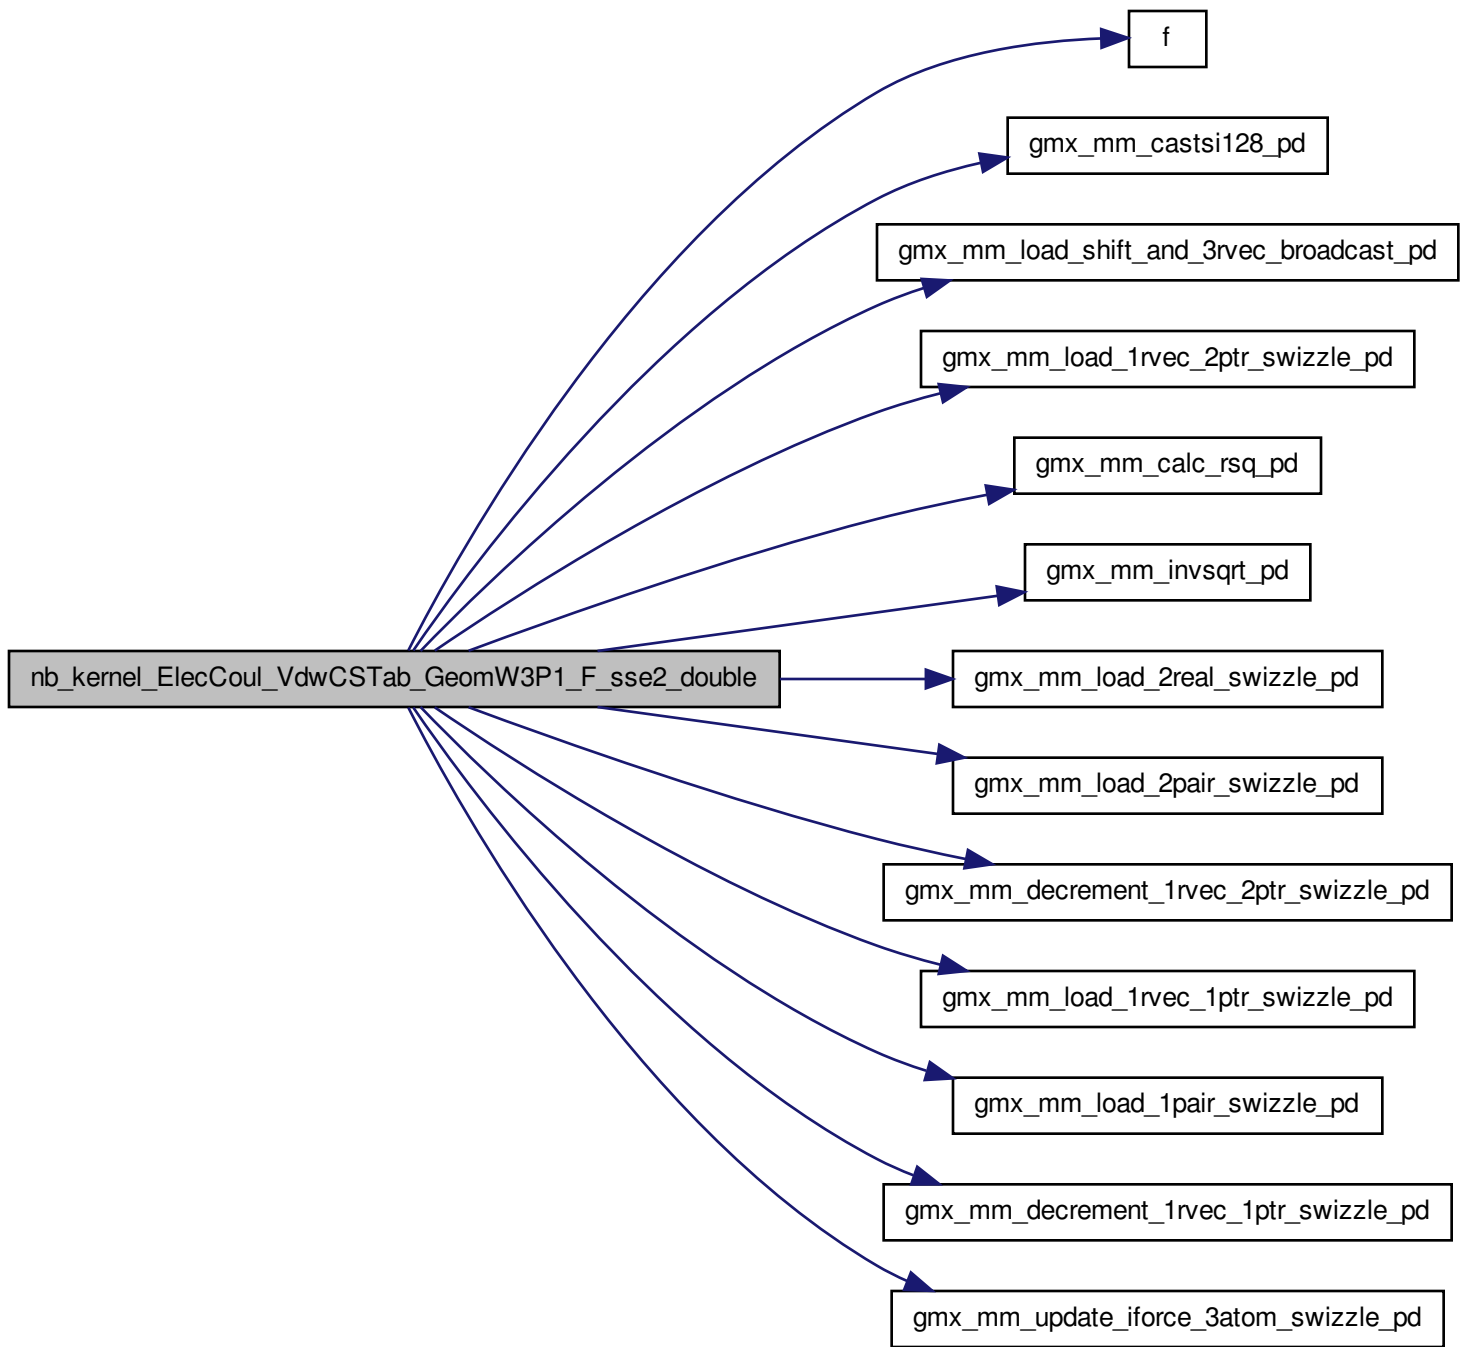 f
gmx_mm_castsi128_pd
gmx_mm_load_shift_and_3rvec_broadcast_pd
gmx_mm_load_1rvec_2ptr_swizzle_pd
gmx_mm_calc_rsq_pd
gmx_mm_invsqrt_pd
nb_kernel_ElecCoul_VdwCSTab_GeomW3P1_F_sse2_double
gmx_mm_load_2real_swizzle_pd
gmx_mm_load_2pair_swizzle_pd
gmx_mm_decrement_1rvec_2ptr_swizzle_pd
gmx_mm_load_1rvec_1ptr_swizzle_pd
gmx_mm_load_1pair_swizzle_pd
gmx_mm_decrement_1rvec_1ptr_swizzle_pd
gmx_mm_update_iforce_3atom_swizzle_pd